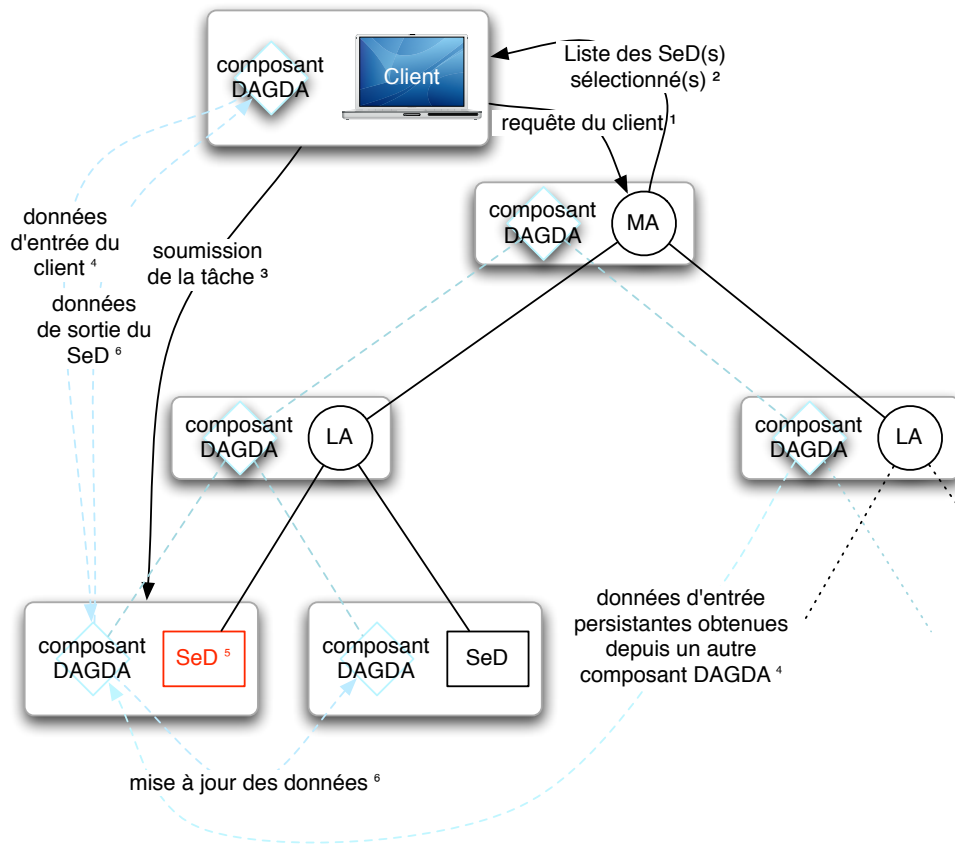 composant
DAGDA
Client
Liste des SeD(s)
sélectionné(s) ²
requête du client ¹
composant
DAGDA
MA
données
d'entrée du
client ⁴
soumission
de la tâche ³
données
de sortie du
SeD ⁶
composant
DAGDA
LA
composant
DAGDA
LA
composant
DAGDA
SeD ⁵
composant
DAGDA
SeD
données d'entrée
persistantes obtenues
depuis un autre
composant DAGDA ⁴
mise à jour des données ⁶